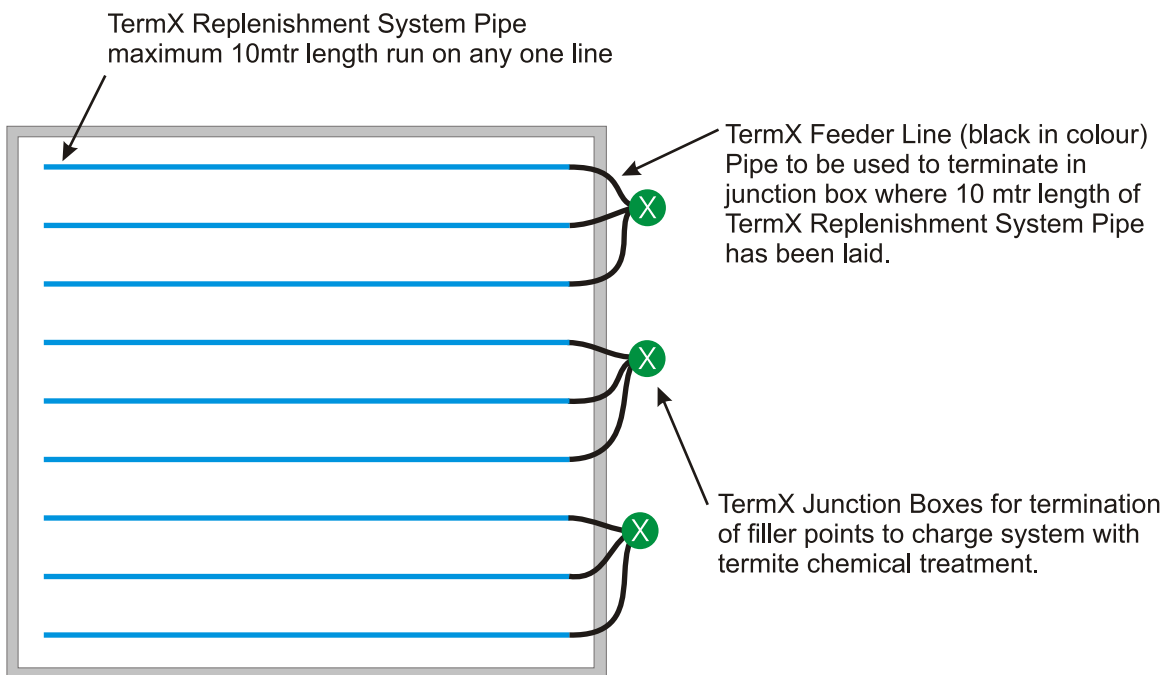 TermX Replenishment System Pipe
maximum 10mtr length run on any one line
TermX Feeder Line (black in colour)
Pipe to be used to terminate in
junction box where 10 mtr length of
TermX Replenishment System Pipe
has been laid.
X
X
TermX Junction Boxes for termination
of filler points to charge system with
termite chemical treatment.
X